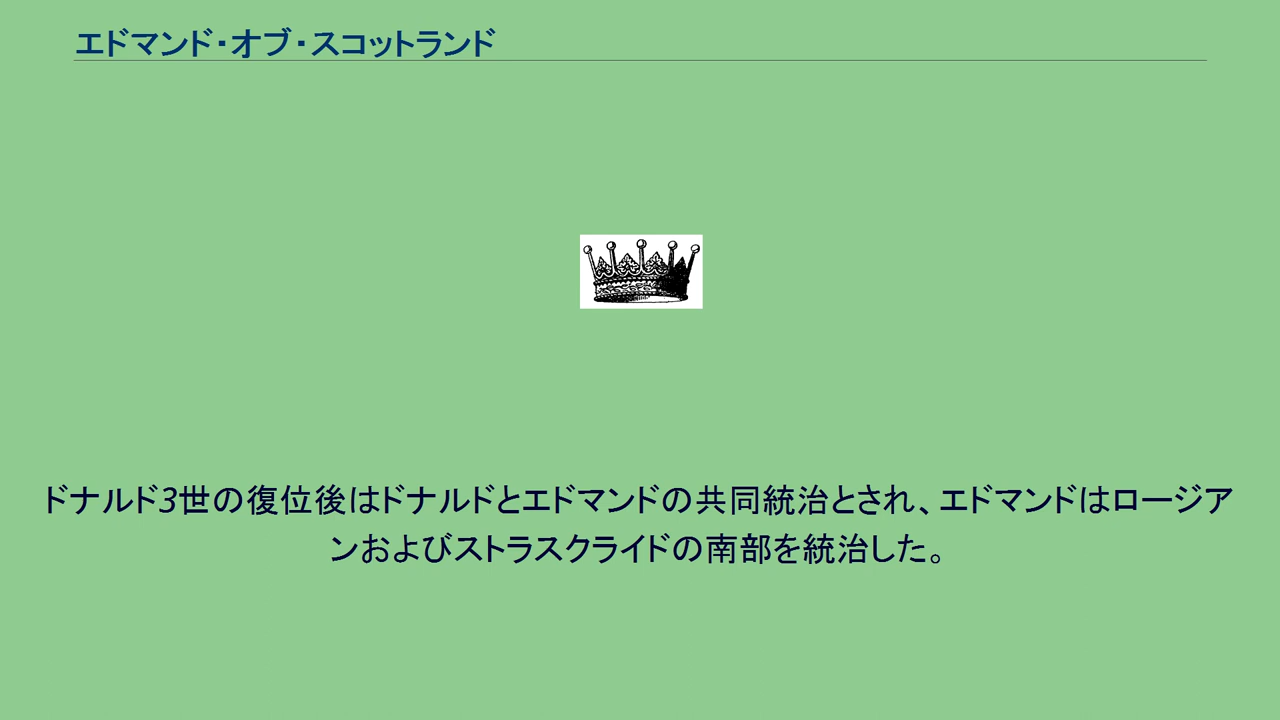 エドマンド・オブ・スコットランド
ドナルド3世の復位後はドナルドとエドマンドの共同統治とされ、エドマンドはロージア
ンおよびストラスクライドの南部を統治した。